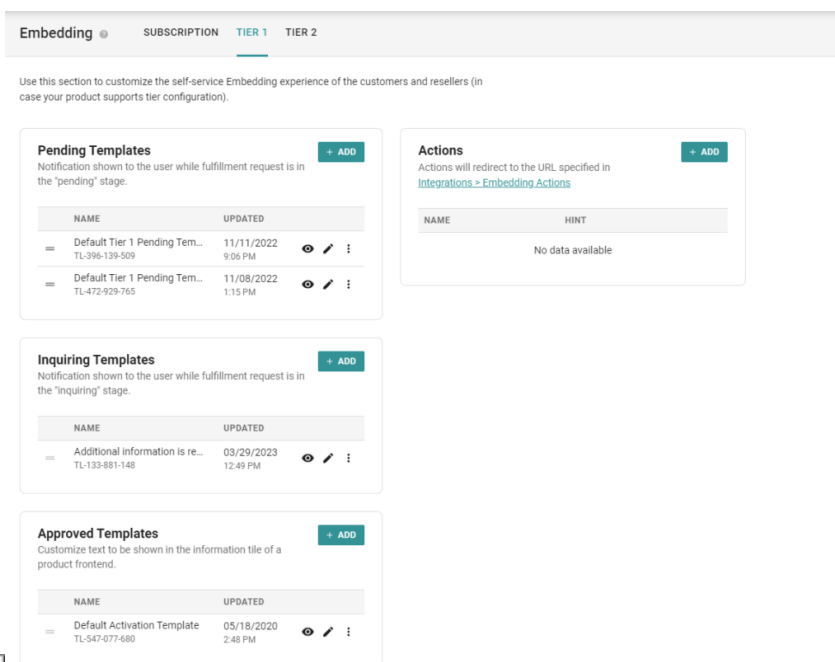 Embedding
SUBSCRIPTION TIER 1 TIER 2
Use this section to customize the self-service Embedding experience of the customers and resellers (in
case your product supports tier configuration).
Pending Templates
+ ADD
Notification shown to the user while fulfillment request is in
the "pending" stage.
NAME UPDATED
Default Tier 1 Pending Tem... 11/11/2022
TL-396-139-509 9:06 PM
Default Tier 1 Pending Tem... 11/08/2022
TL-472-929-765 1:15 PM
Actions
+ ADD
Actions will redirect to the URL specified in
Integrations > Embedding Actions
NAME HINT
No data available
Inquiring Templates
+ ADD
Notification shown to the user while fulfillment request is in
the "inquiring" stage.
NAME UPDATED
Additional information is re... 03/29/2023
TL-133-881-148 12:49 PM
Approved Templates
+ ADD
Customize text to be shown in the information tile of a
product frontend.
NAME UPDATED
Default Activation Template 05/18/2020
TL-547-077-680 2:48 PM